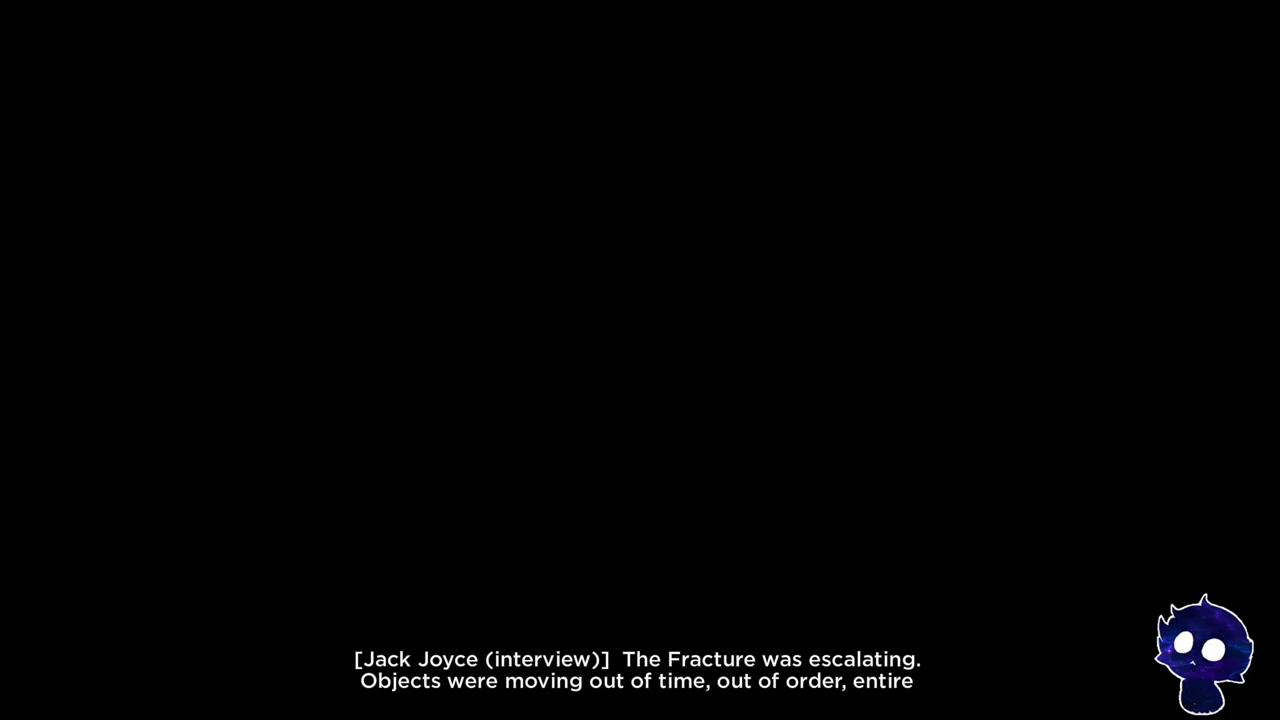 [Jack Joyce (interview)]  The Fracture was escalating.
Objects were moving out of time, out of order, entire